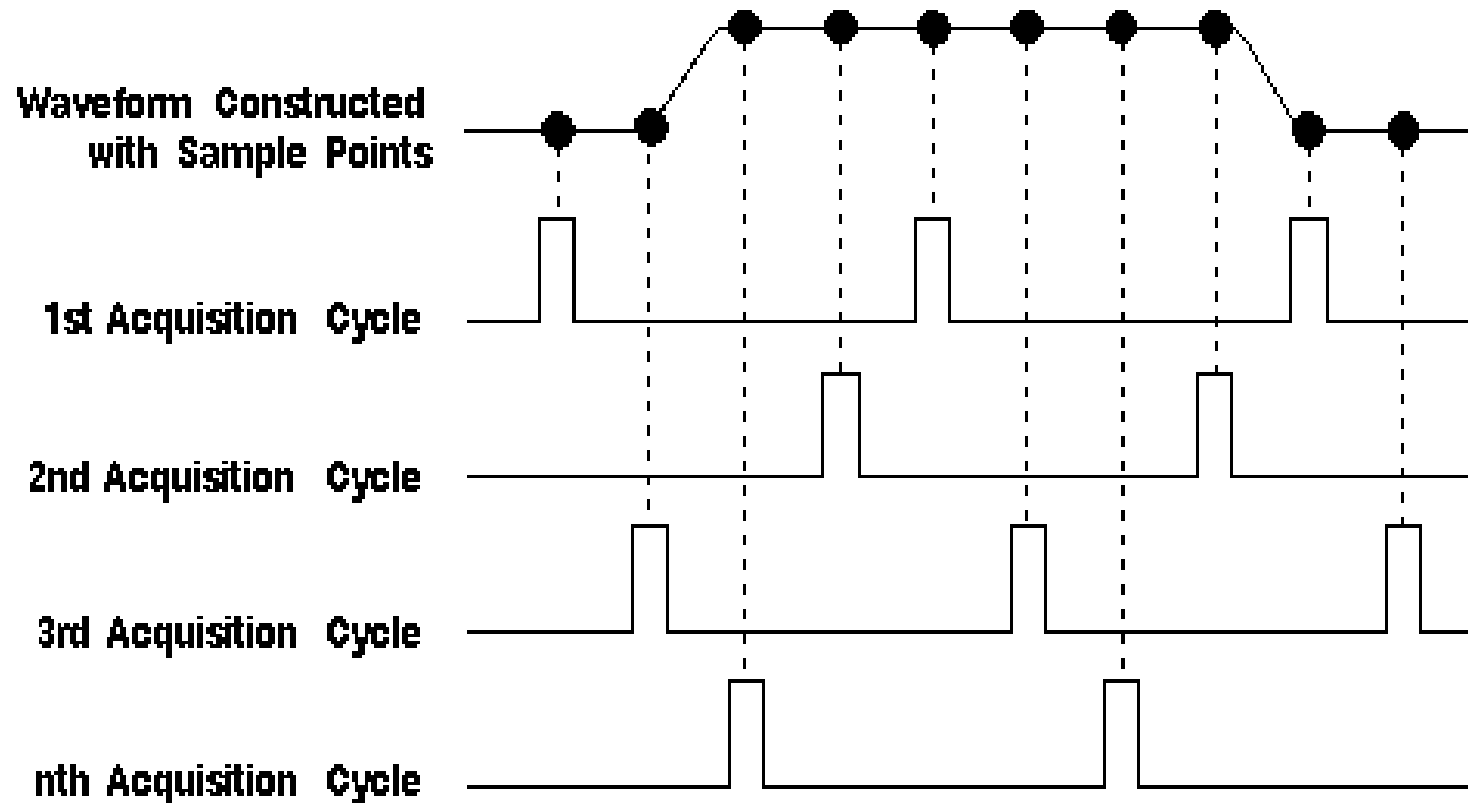 Waveform Constructed
with Sample Points
1st Acquisition Cycle
2nd Acquisition Cycle
3rd Acquisition Cycle
nth Acquisition Cycle